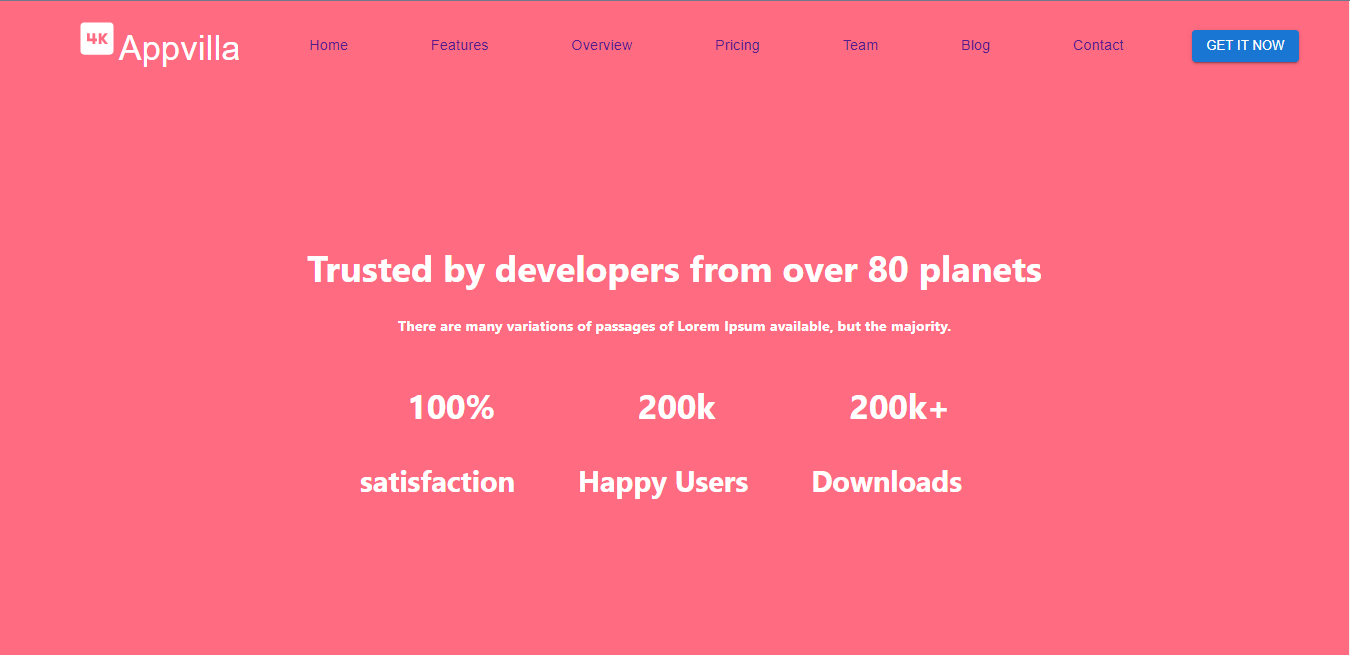 4K Appvilla Home Features Overview Pricing Team Blog Contact GET IT NOW
Trusted by developers from over 80 planets
There are many variations of passages of Lorem Ipsum available, but the majority.
100% 200k 200k+
satisfaction Happy Users Downloads